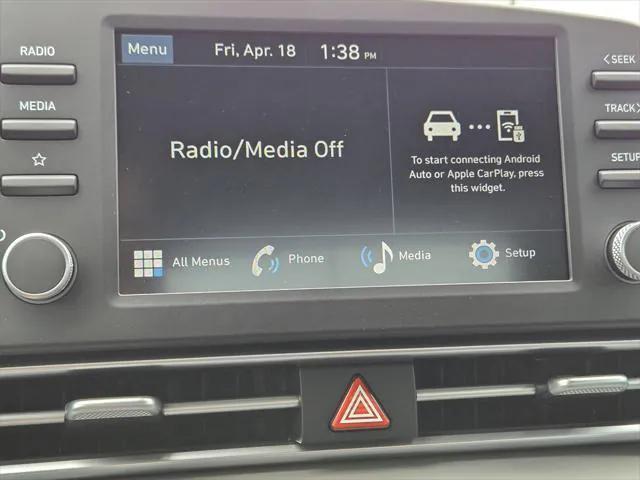 RADIO
MEDIA
Menu Fri, Apr. 18 1:38 PM
Radio/Media Off
To start connecting Android
Auto or Apple CarPlay, press
this widget.
All Menus Phone Media Setup
SEEK
TRACK
SETUP